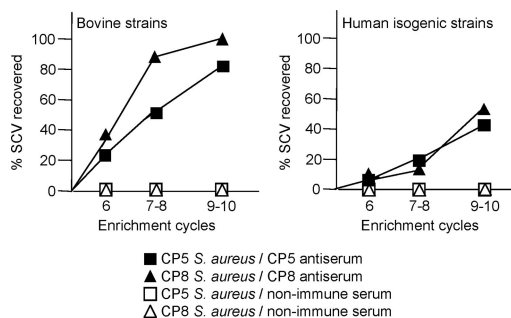 Bovine strains
% SCV recovered
100
80
60
40
20
0
6
7-8
9-10
Enrichment cycles
Human isogenic strains
% SCV recovered
100
80
60
40
20
0
6
7-8
9-10
Enrichment cycles
CP5 S. aureus / CP5 antiserum
CP8 S. aureus / CP8 antiserum
CP5 S. aureus / non-immune serum
CP8 S. aureus / non-immune serum